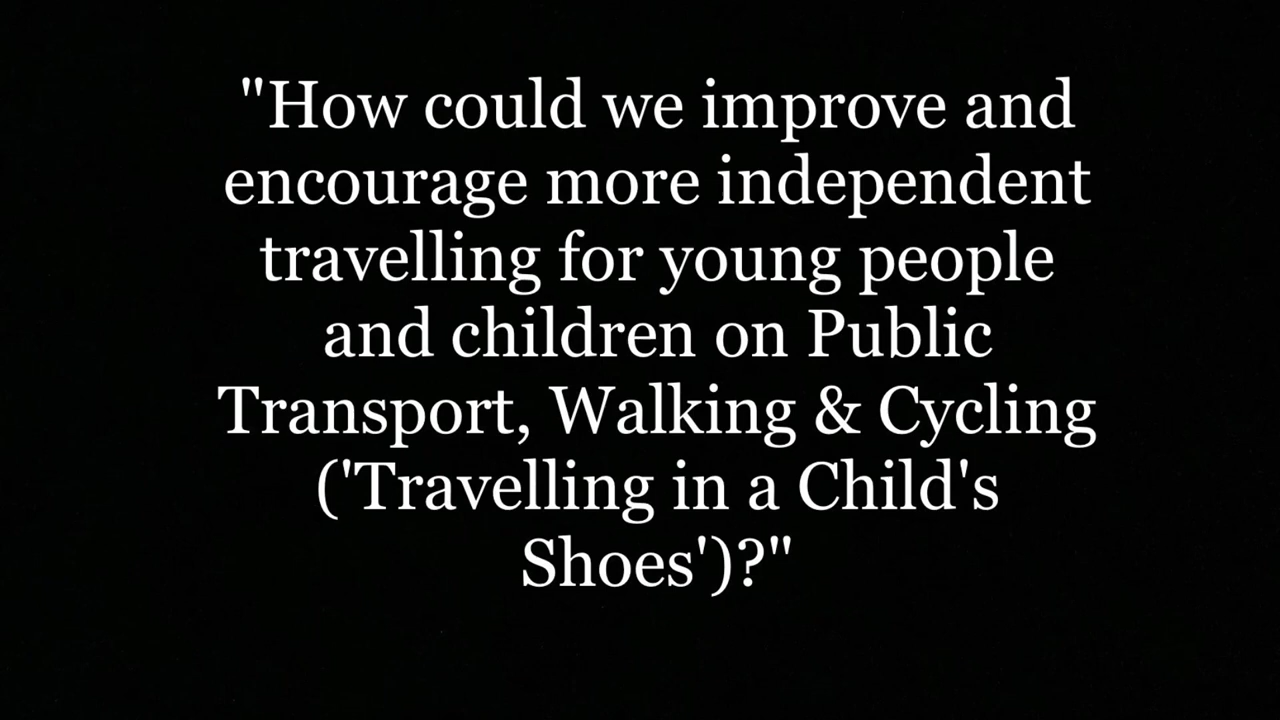 "How could we improve and
encourage more independent
travelling for young people
and children on Public
Transport, Walking & Cycling
('Travelling in a Child's
Shoes')?"